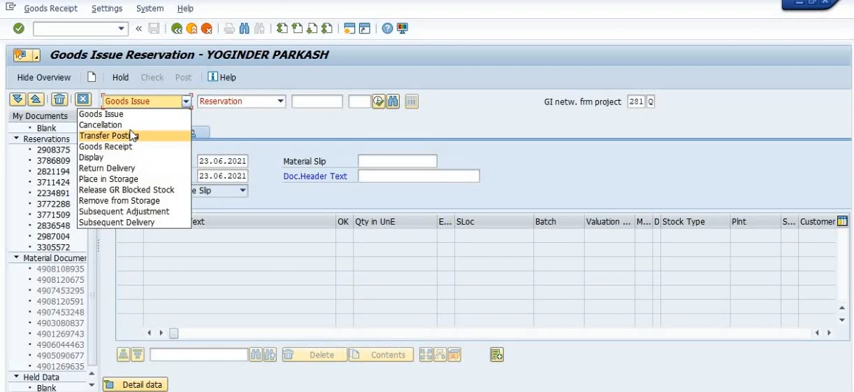 Goods Receipt Settings System Help
Goods Issue Reservation - YOGINDER PARKASH
Hide Overview Hold Check Post Help
Goods Issue Reservation GI netw. frm project 281 Q
My Documents
Blank
Reservations
2908375
3786809
2821194
3711424
2234891
3772688
3771509
2836548
2987004
3305572
Material Documen
4908108935
4908120675
4907453295
4908120591
4907453248
4903080837
4901269743
4906044463
4905090677
4901269635
Held Data
Blank
Goods Issue
Cancellation
Transfer Posting
Goods Receipt
Display
Return Delivery
Place in Storage
Release GR Blocked Stock
Remove from Storage
Subsequent Adjustment
Subsequent Delivery
23.06.2021 Material Slip
23.06.2021 Doc.Header Text
e Slip
ext OK Qty in UnE E... SLoc Batch Valuation ... M... D Stock Type Plnt S... Customer
Delete Contents
Detail data